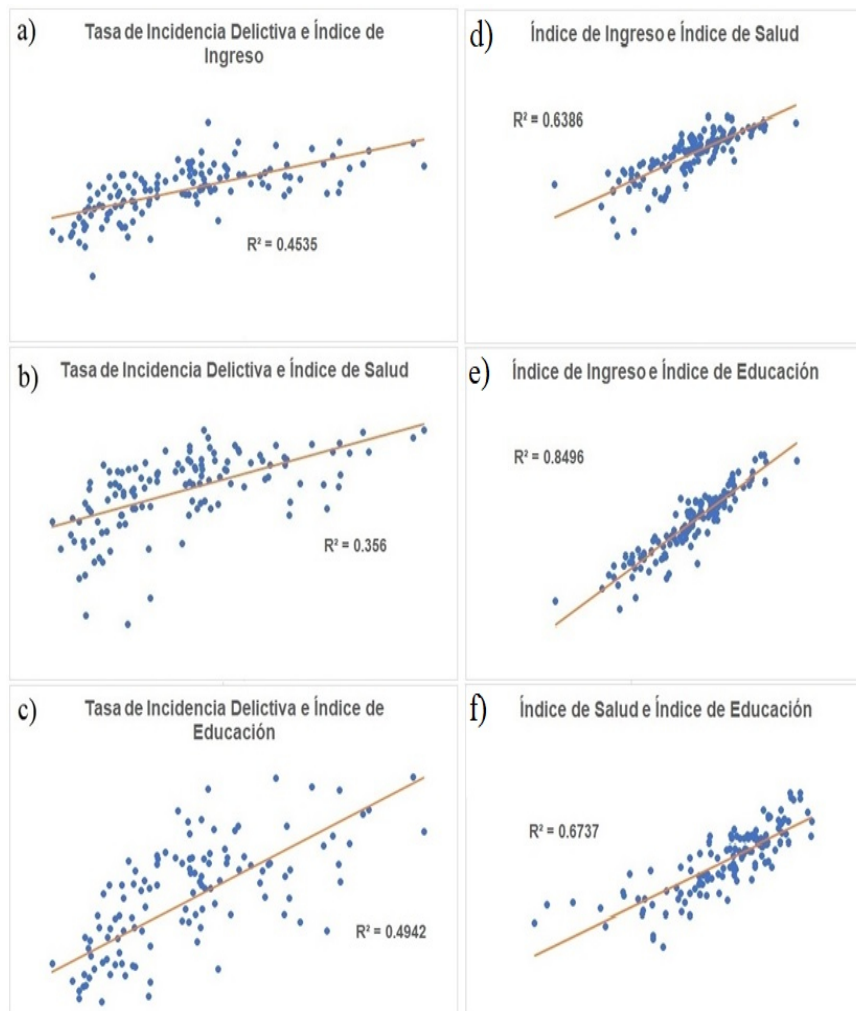 a)
Tasa de Incidencia Delictiva e Índice de
Ingreso
R² = 0.4535
b)
Tasa de Incidencia Delictiva e Índice de Salud
R² = 0.356
c)
Tasa de Incidencia Delictiva e Índice de
Educación
R² = 0.4942
d)
Índice de Ingreso e Índice de Salud
R² = 0.6386
e)
Índice de Ingreso e Índice de Educación
R² = 0.8496
f)
Índice de Salud e Índice de Educación
R² = 0.6737